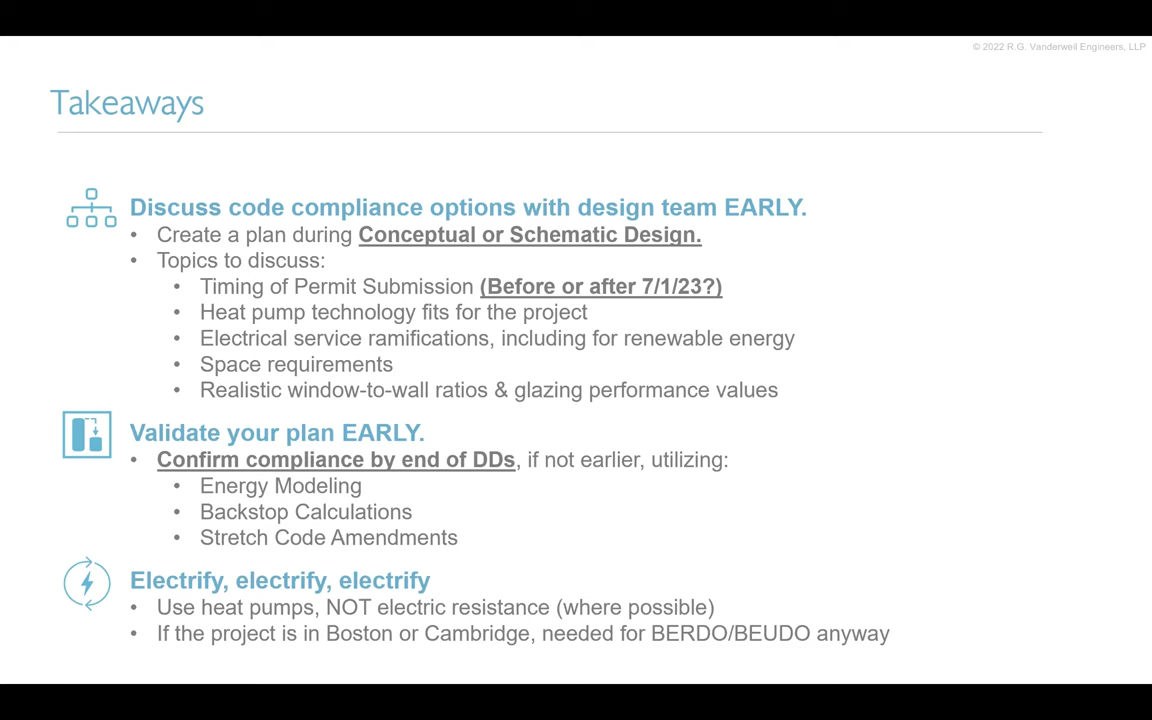 © 2022 R.G. Vanderweil Engineers, LLP
Takeaways
Discuss code compliance options with design team EARLY.
• Create a plan during Conceptual or Schematic Design.
• Topics to discuss:
• Timing of Permit Submission (Before or after 7/1/23?)
• Heat pump technology fits for the project
• Electrical service ramifications, including for renewable energy
• Space requirements
• Realistic window-to-wall ratios & glazing performance values
Validate your plan EARLY.
• Confirm compliance by end of DDs, if not earlier, utilizing:
• Energy Modeling
• Backstop Calculations
• Stretch Code Amendments
Electrify, electrify, electrify
• Use heat pumps, NOT electric resistance (where possible)
• If the project is in Boston or Cambridge, needed for BERDO/BEUDO anyway